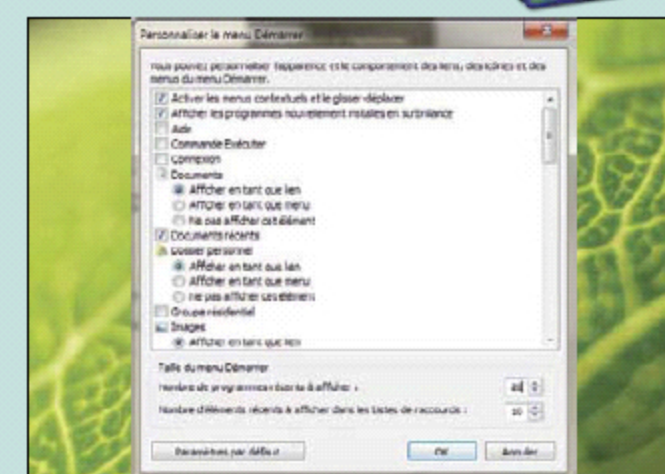 Personnaliser le menu Démarrer
Vous pouvez personnaliser l'apparence et le comportement des liens, des icônes et des
menus du menu Démarrer.
Activer les menus contextuels et le glisser-déplacer
Afficher les programmes nouvellement installés en surbrillance
Aide
Commande Exécuter
Connexion
Documents
Afficher en tant que lien
Afficher en tant que menu
Ne pas afficher cet élément
Documents récents
Dossier personnel
Afficher en tant que lien
Afficher en tant que menu
Ne pas afficher cet élément
Groupe résidentiel
Images
Afficher en tant que lien
Taille du menu Démarrer
Nombre de programmes récents à afficher :
Nombre d'éléments récents à afficher dans les listes de raccourcis : 10
Paramètres par défaut OK Annuler